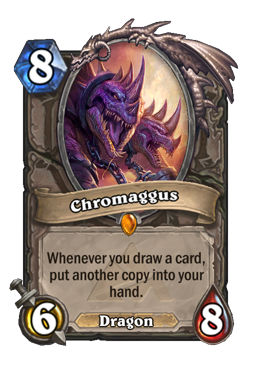 8
Chromaggus
Whenever you draw a card,
put another copy into your
hand.
6
Dragon
8